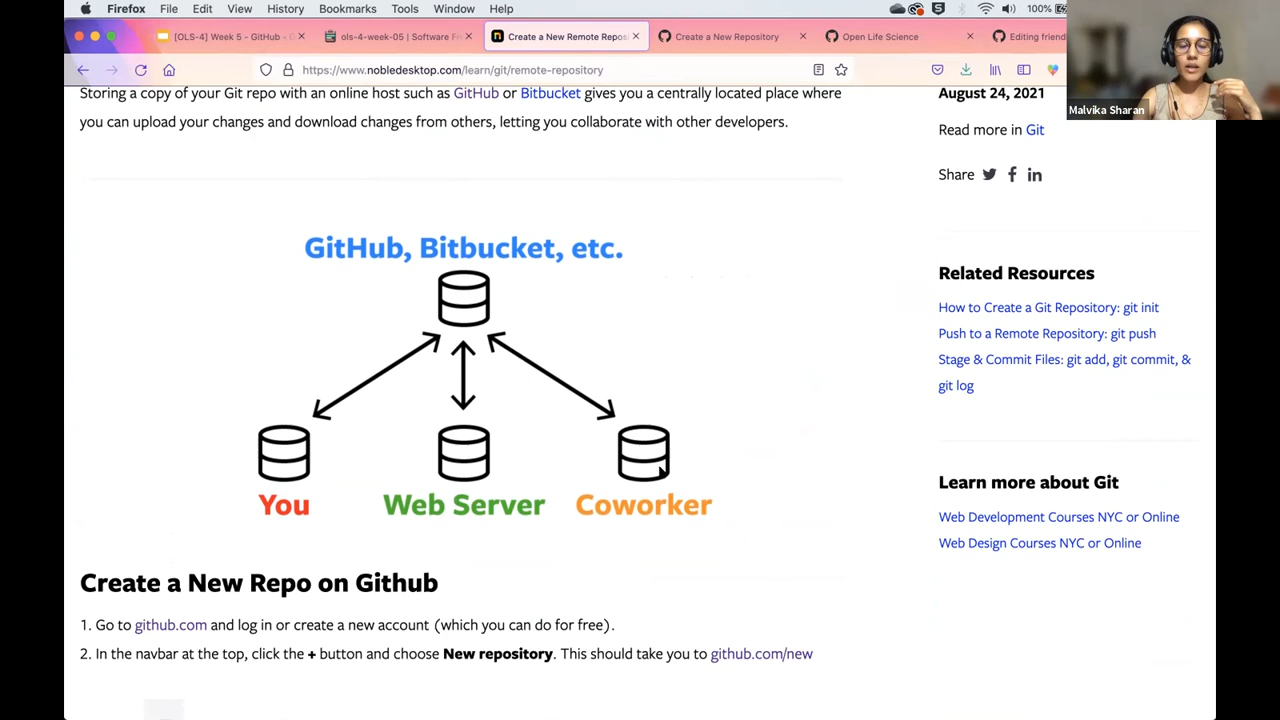 Firefox File Edit View History Bookmarks Tools Window Help 100%
[OLS-4] Week 5 - GitHub - G
ols-4-week-05 | Software Fr
Create a New Remote Repos
Create a New Repository
Open Life Science
Editing friend
https://www.nobledesktop.com/learn/git/remote-repository
Malvika Sharan
Storing a copy of your Git repo with an online host such as GitHub or Bitbucket gives you a centrally located place where
you can upload your changes and download changes from others, letting you collaborate with other developers.
GitHub, Bitbucket, etc.
You
Web Server
Coworker
Create a New Repo on Github
1. Go to github.com and log in or create a new account (which you can do for free).
2. In the navbar at the top, click the + button and choose New repository. This should take you to github.com/new
August 24, 2021
Read more in Git
Share
Related Resources
How to Create a Git Repository: git init
Push to a Remote Repository: git push
Stage & Commit Files: git add, git commit, &
git log
Learn more about Git
Web Development Courses NYC or Online
Web Design Courses NYC or Online